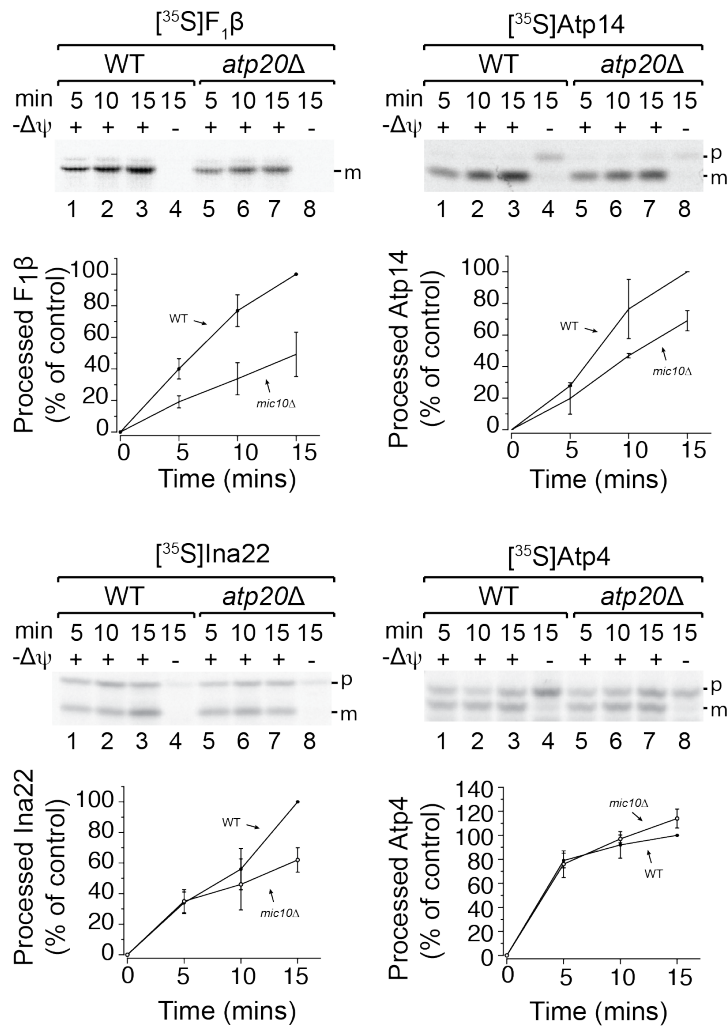 [³⁵S]F₁β
WT atp20Δ
min 5 10 15 15 5 10 15 15
-Δψ + + + - + + + -
-m
1 2 3 4 5 6 7 8
Processed F₁β
(% of control)
100
80
60
40
20
0
WT
mic10Δ
0 5 10 15
Time (mins)
[³⁵S]Atp14
WT atp20Δ
min 5 10 15 15 5 10 15 15
-Δψ + + + - + + + -
-p
-m
1 2 3 4 5 6 7 8
Processed Atp14
(% of control)
100
80
60
40
20
0
WT
mic10Δ
0 5 10 15
Time (mins)
[³⁵S]Ina22
WT atp20Δ
min 5 10 15 15 5 10 15 15
-Δψ + + + - + + + -
-p
-m
1 2 3 4 5 6 7 8
Processed Ina22
(% of control)
100
80
60
40
20
0
WT
mic10Δ
0 5 10 15
Time (mins)
[³⁵S]Atp4
WT atp20Δ
min 5 10 15 15 5 10 15 15
-Δψ + + + - + + + -
-p
-m
1 2 3 4 5 6 7 8
Processed Atp4
(% of control)
140
120
100
80
60
40
20
0
mic10Δ
WT
0 5 10 15
Time (mins)